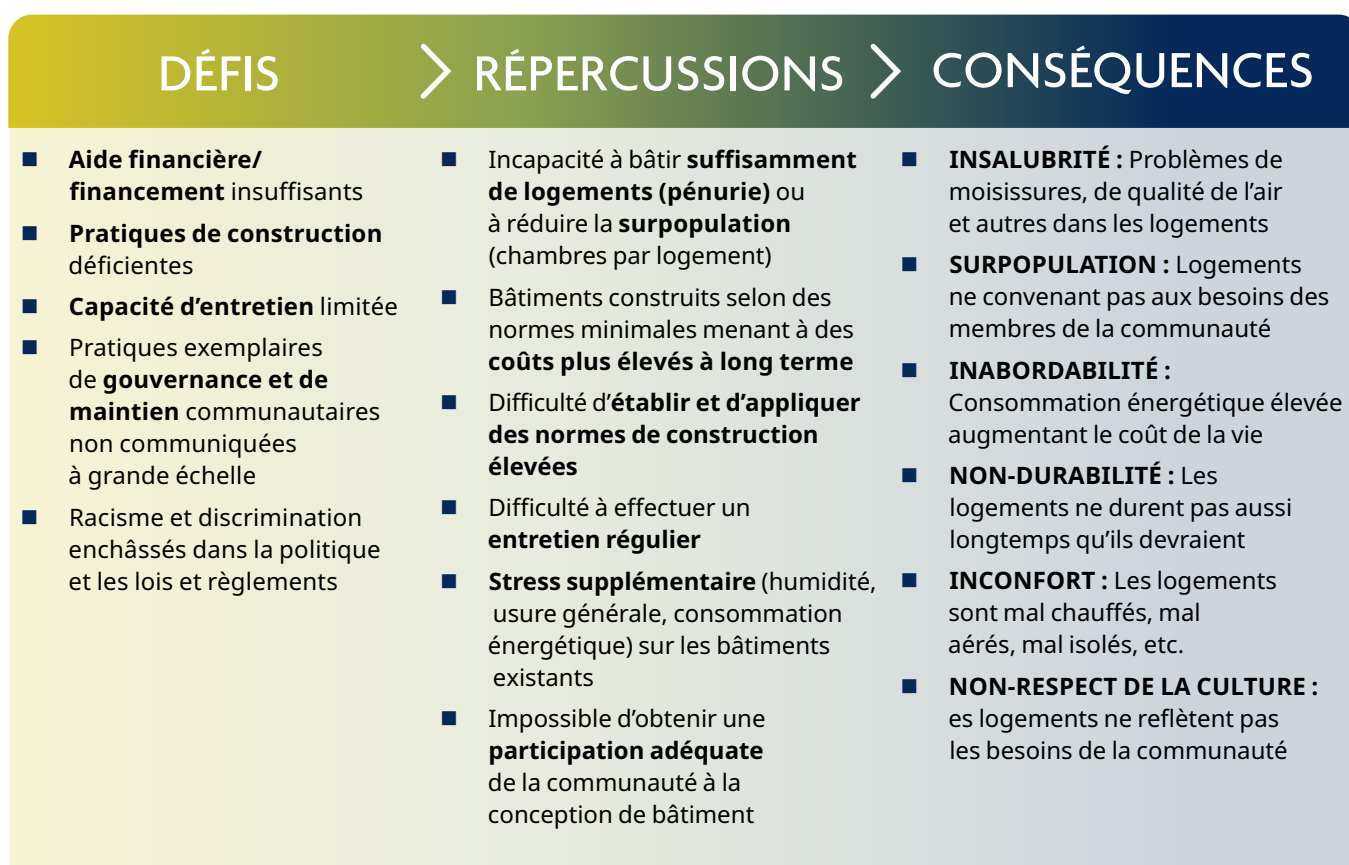 DÉFIS
RÉPERCUSSIONS
CONSÉQUENCES
Aide financière/
financement insuffisants
Pratiques de construction
déficientes
Capacité d’entretien limitée
Pratiques exemplaires
de gouvernance et de
maintien communautaires
non communiquées
à grande échelle
Racisme et discrimination
enchâssés dans la politique
et les lois et règlements
Incapacité à bâtir suffisamment
de logements (pénurie) ou
à réduire la surpopulation
(chambres par logement)
Bâtiments construits selon des
normes minimales menant à des
coûts plus élevés à long terme
Difficulté d’établir et d’appliquer
des normes de construction
élevées
Difficulté à effectuer un
entretien régulier
Stress supplémentaire (humidité,
usure générale, consommation
énergétique) sur les bâtiments
existants
Impossible d’obtenir une
participation adéquate
de la communauté à la
conception de bâtiment
INSALUBRITÉ : Problèmes de
moisissures, de qualité de l’air
et autres dans les logements
SURPOPULATION : Logements
ne convenant pas aux besoins des
membres de la communauté
INABORDABILITÉ :
Consommation énergétique élevée
augmentant le coût de la vie
NON-DURABILITÉ : Les
logements ne durent pas aussi
longtemps qu’ils devraient
INCONFORT : Les logements
sont mal chauffés, mal
aérés, mal isolés, etc.
NON-RESPECT DE LA CULTURE :
es logements ne reflètent pas
les besoins de la communauté